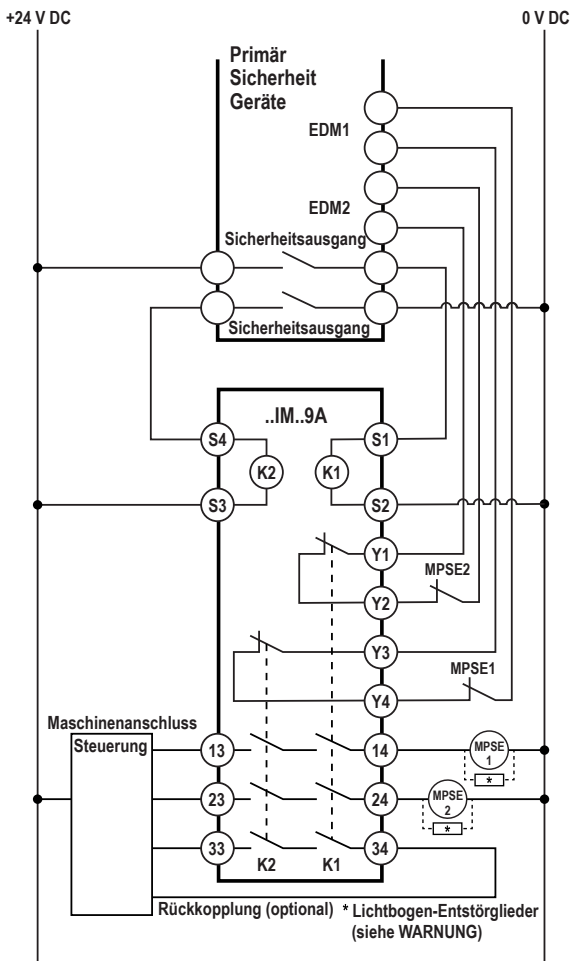 +24 V DC
0 V DC
Primär
Sicherheit
Geräte
EDM1
EDM2
Sicherheitsausgang
Sicherheitsausgang
..IM..9A
S4
S1
K2
K1
S3
S2
Y1
MPSE2
Y2
Y3
MPSE1
Y4
Maschinenanschluss
Steuerung
13
14
MPSE
1
*
23
24
MPSE
2
*
33
K2
K1
34
Rückkopplung (optional)
* Lichtbogen-Entstörglieder
(siehe WARNUNG)